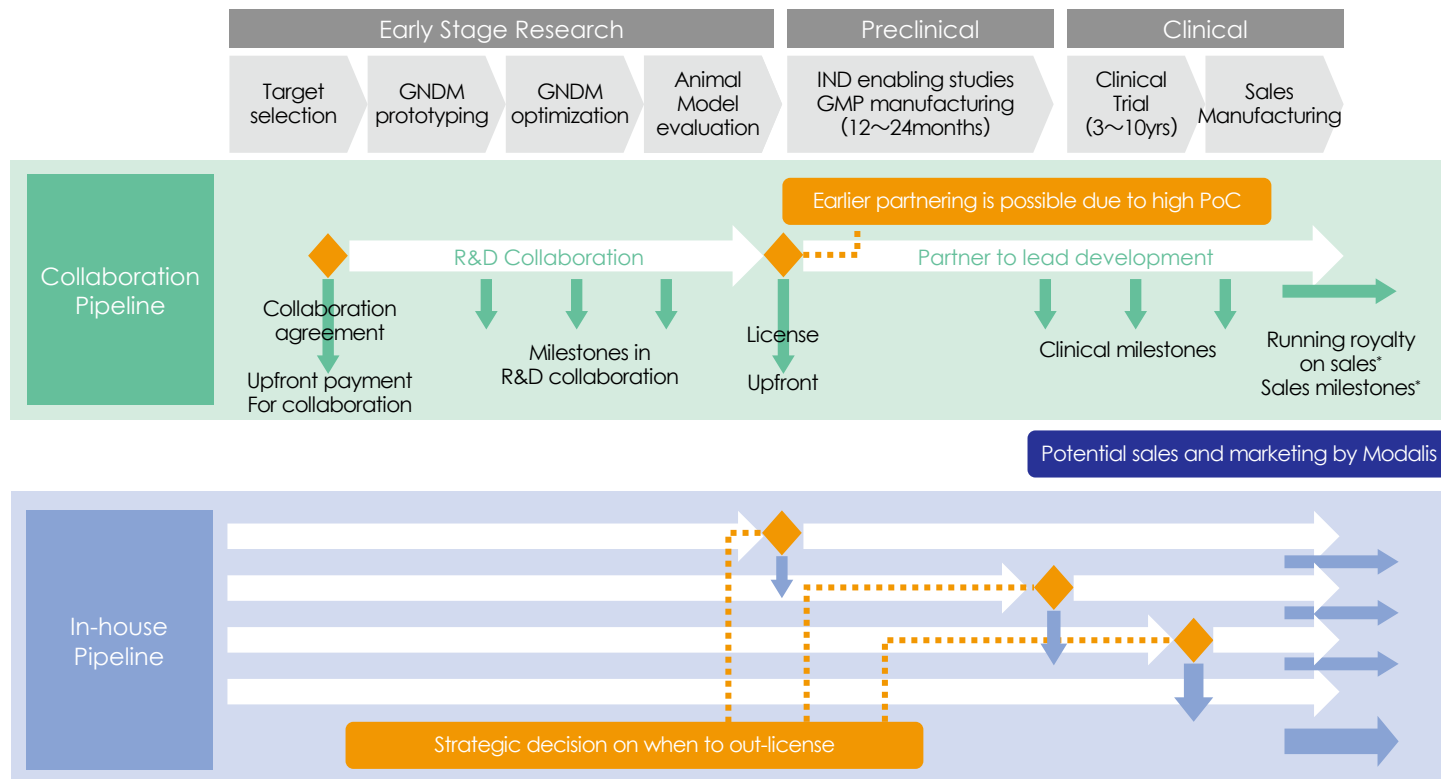 Early Stage Research
Preclinical
Clinical
Target
selection
GNDM
prototyping
GNDM
optimization
Animal
Model
evaluation
IND enabling studies
GMP manufacturing
(12～24months)
Clinical
Trial
(3～10yrs)
Sales
Manufacturing
Collaboration
Pipeline
Earlier partnering is possible due to high PoC
R&D Collaboration
Partner to lead development
Collaboration
agreement
Upfront payment
For collaboration
Milestones in
R&D collaboration
License
Upfront
Clinical milestones
Running royalty
on sales*
Sales milestones*
Potential sales and marketing by Modalis
In-house
Pipeline
Strategic decision on when to out-license